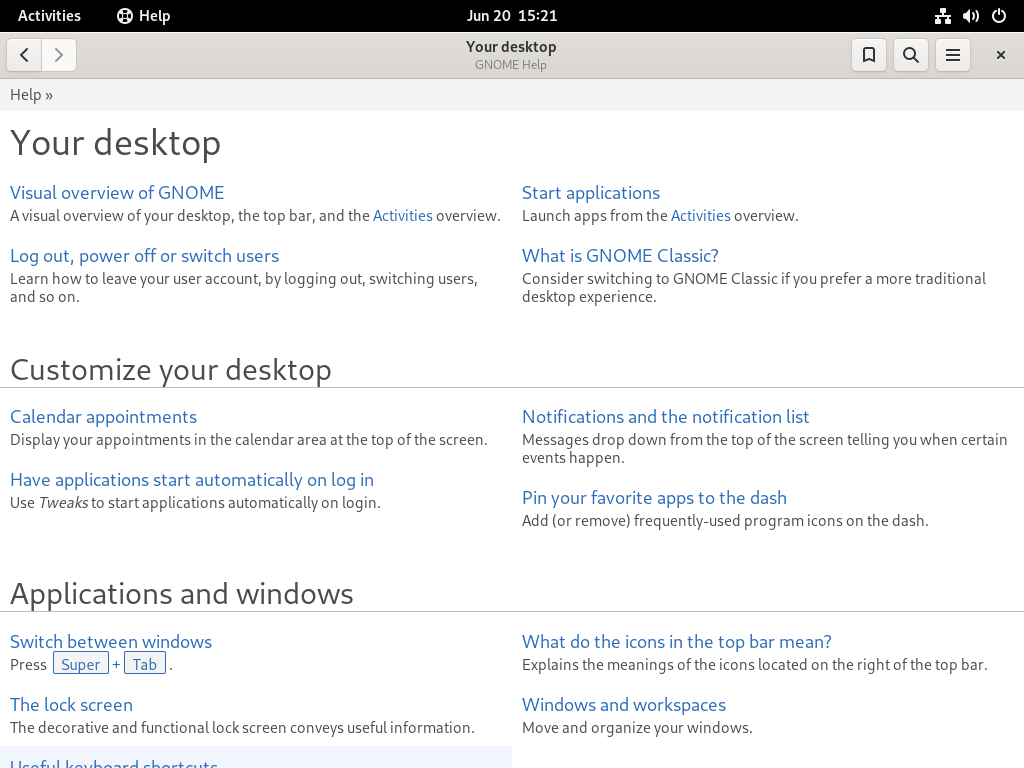 Activities
Help
Jun 20 15:21
Your desktop
GNOME Help
Help »
Your desktop
Visual overview of GNOME
A visual overview of your desktop, the top bar, and the Activities overview.
Log out, power off or switch users
Learn how to leave your user account, by logging out, switching users,
and so on.
Start applications
Launch apps from the Activities overview.
What is GNOME Classic?
Consider switching to GNOME Classic if you prefer a more traditional
desktop experience.
Customize your desktop
Calendar appointments
Display your appointments in the calendar area at the top of the screen.
Have applications start automatically on log in
Use Tweaks to start applications automatically on login.
Notifications and the notification list
Messages drop down from the top of the screen telling you when certain
events happen.
Pin your favorite apps to the dash
Add (or remove) frequently-used program icons on the dash.
Applications and windows
Switch between windows
Press Super + Tab .
The lock screen
The decorative and functional lock screen conveys useful information.
Useful keyboard shortcuts
What do the icons in the top bar mean?
Explains the meanings of the icons located on the right of the top bar.
Windows and workspaces
Move and organize your windows.